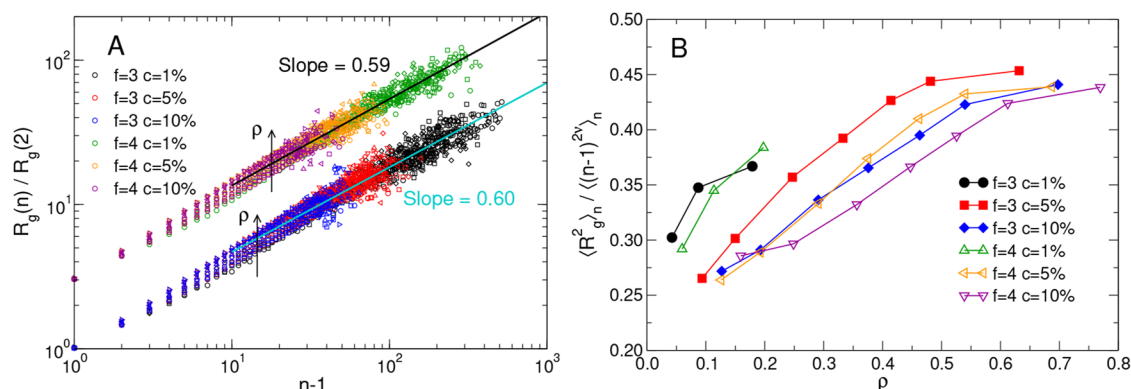 A
R_g(n) / R_g(2)
10^2
10^1
10^0
f=3 c=1%
f=3 c=5%
f=3 c=10%
f=4 c=1%
f=4 c=5%
f=4 c=10%
Slope = 0.59
ρ
ρ
Slope = 0.60
10^0 10^1 10^2 10^3
n-1
B
⟨R_g^2⟩_n / ⟨(n-1)^{2ν}⟩_n
0.50
0.45
0.40
0.35
0.30
0.25
0.20
f=3 c=1%
f=3 c=5%
f=3 c=10%
f=4 c=1%
f=4 c=5%
f=4 c=10%
0.0 0.1 0.2 0.3 0.4 0.5 0.6 0.7 0.8
ρ